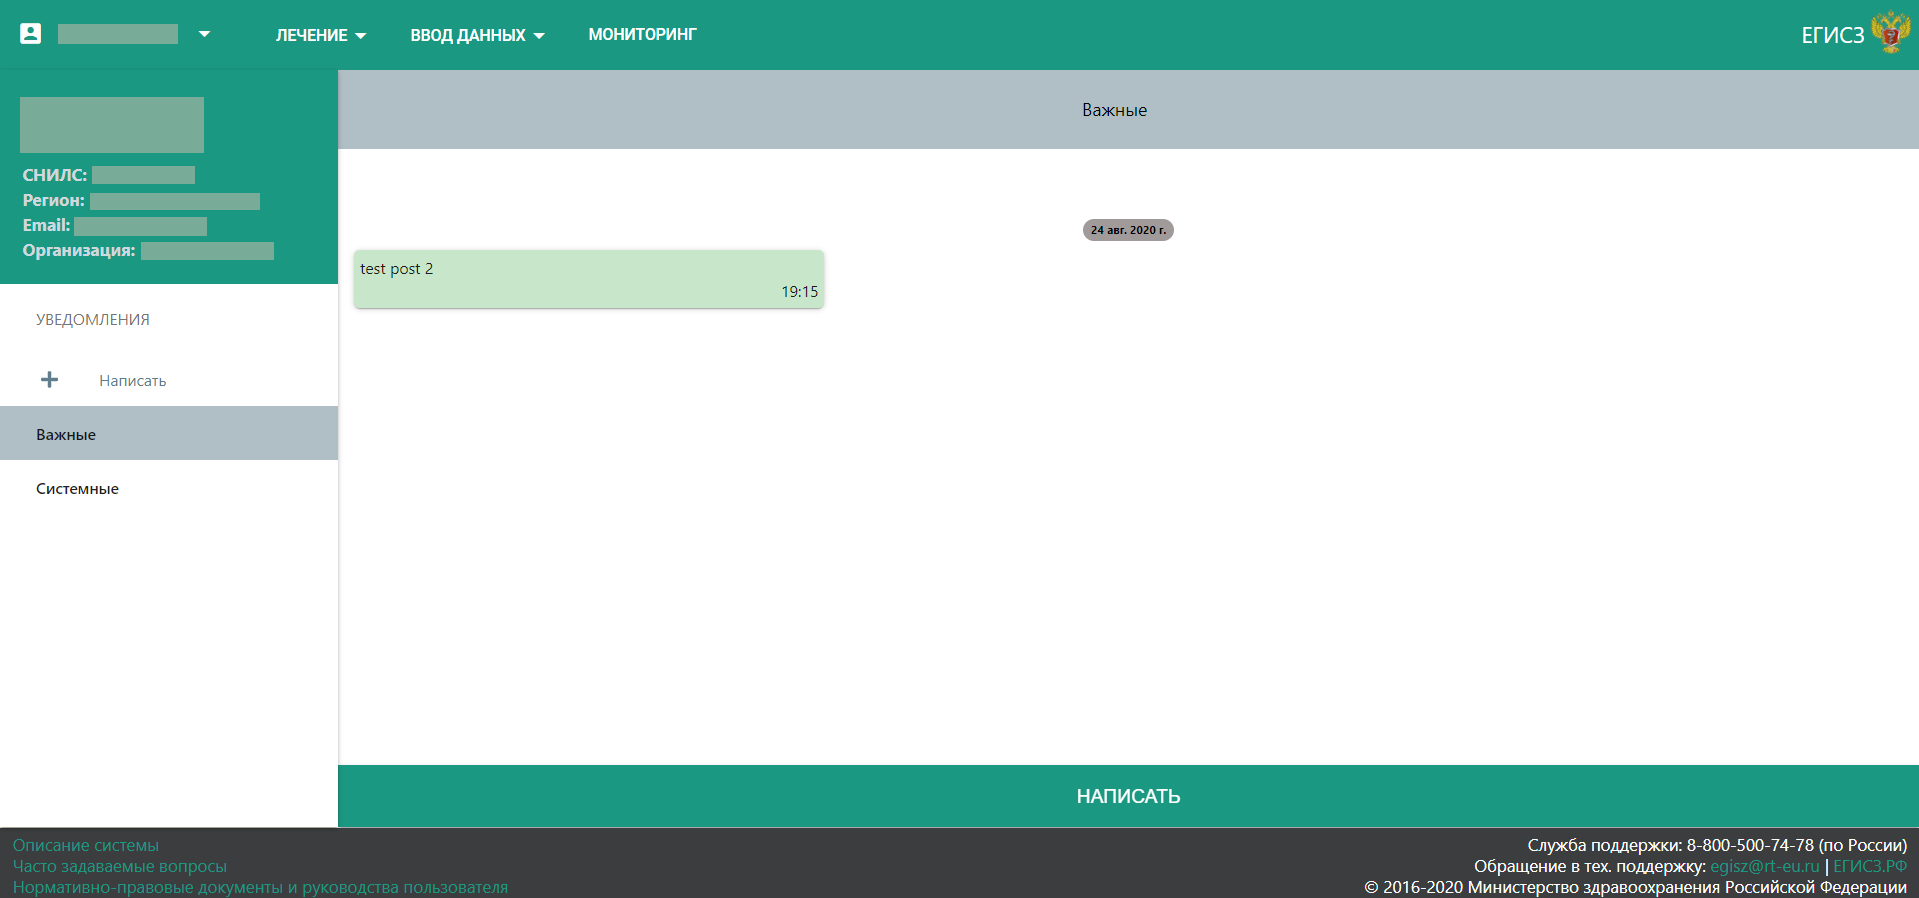 ЛЕЧЕНИЕ
ВВОД ДАННЫХ
МОНИТОРИНГ
ЕГИСЗ
СНИЛС:
Регион:
Email:
Организация:
УВЕДОМЛЕНИЯ
Написать
Важные
Системные
Важные
24 авг. 2020 г.
test post 2
19:15
НАПИСАТЬ
Описание системы
Часто задаваемые вопросы
Нормативно-правовые документы и руководства пользователя
Служба поддержки: 8-800-500-74-78 (по России)
Обращение в тех. поддержку: egisz@rt-eu.ru | ЕГИСЗ.РФ
© 2016-2020 Министерство здравоохранения Российской Федерации